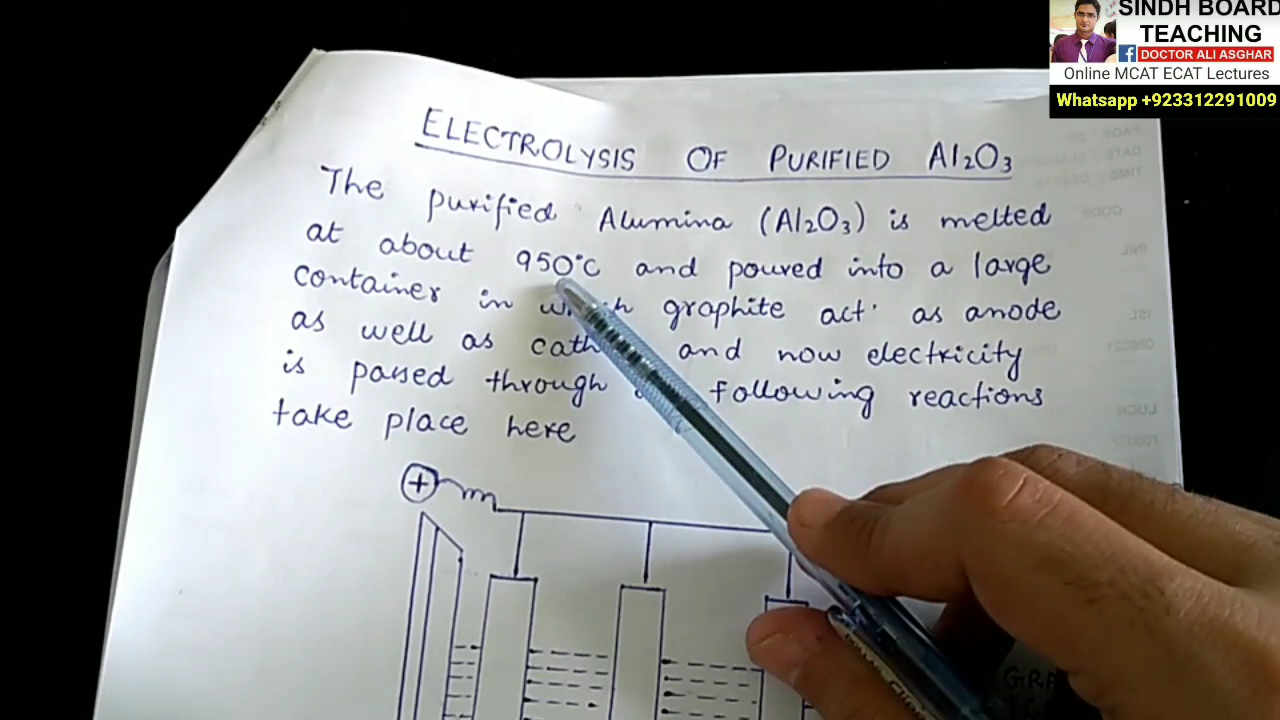 SINDH BOARD
TEACHING
DOCTOR ALI ASGHAR
Online MCAT ECAT Lectures
Whatsapp +923312291009
ELECTROLYSIS OF PURIFIED Al2O3
The purified Alumina (Al2O3) is melted
at about 950°C and poured into a large
container in graphite act as anode
as well as and now electricity
is passed through following reactions
take place here
+